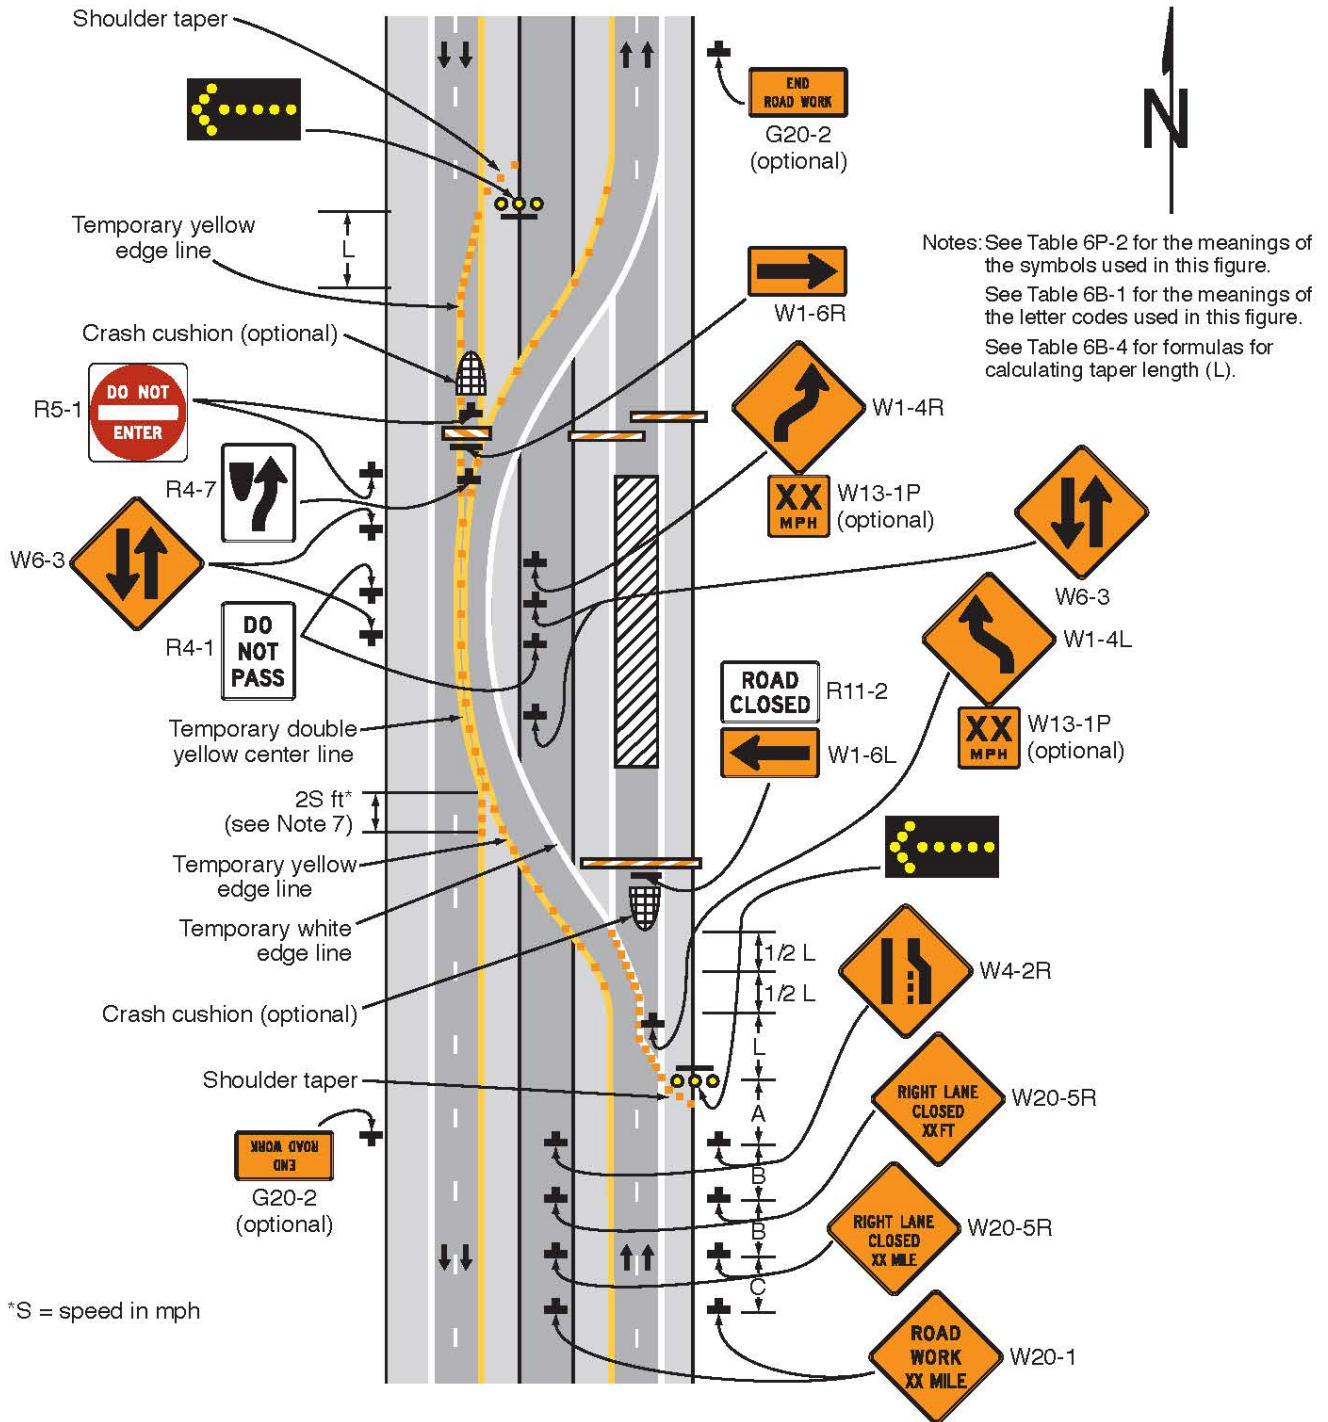 Shoulder taper
END
ROAD WORK
G20-2
(optional)
N
Notes: See Table 6P-2 for the meanings of
the symbols used in this figure.
See Table 6B-1 for the meanings of
the letter codes used in this figure.
See Table 6B-4 for formulas for
calculating taper length (L).
Temporary yellow
edge line
L
W1-6R
Crash cushion (optional)
DO NOT
ENTER
R5-1
W1-4R
XX
MPH
W13-1P
(optional)
R4-7
W6-3
W6-3
R4-1
DO
NOT
PASS
W1-4L
XX
MPH
W13-1P
(optional)
ROAD
CLOSED
R11-2
W1-6L
Temporary double
yellow center line
2S ft*
(see Note 7)
Temporary yellow
edge line
Temporary white
edge line
Crash cushion (optional)
1/2 L
1/2 L
L
A
B
B
C
W4-2R
Shoulder taper
RIGHT LANE
CLOSED
XX FT
W20-5R
END
ROAD WORK
G20-2
(optional)
RIGHT LANE
CLOSED
XX MILE
W20-5R
*S = speed in mph
ROAD
WORK
XX MILE
W20-1